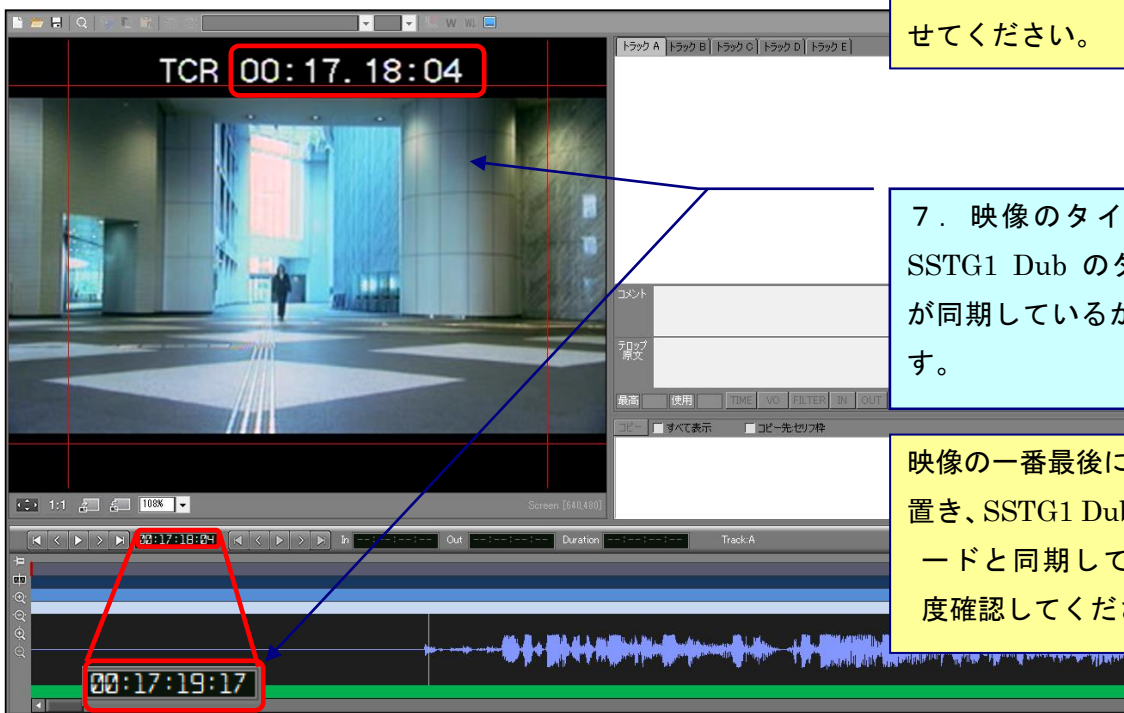 W
せてください。
トラック A トラック B トラック C トラック D トラック E
TCR 00:17.18:04
７．映像のタイ
SSTG1 Dub のタ
が同期しているか
す。
コメント
テロップ
原文
最高 使用 TIME VO FILTER IN OUT
コピー すべて表示 コピー先セリフ枠
映像の一番最後に
置き、SSTG1 Dub
ードと同期して
度確認してくださ
1:1 108% Screen [640,480]
00:17:18:04 In --:--:--:-- Out --:--:--:-- Duration --:--:--:-- Track:A
00:17:19:17